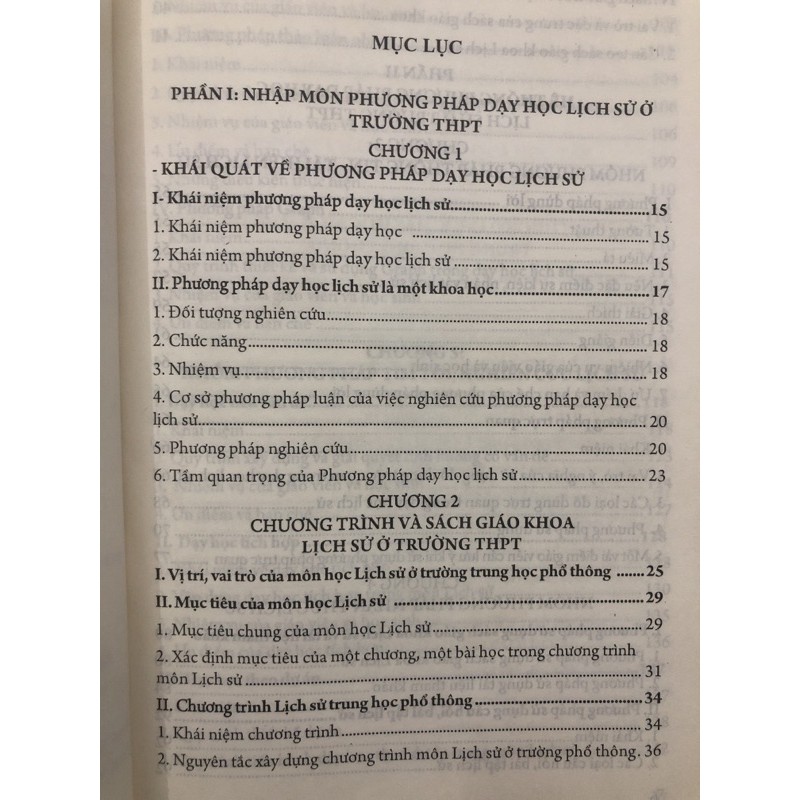 MỤC LỤC
PHẦN I: NHẬP MÔN PHƯƠNG PHÁP DẠY HỌC LỊCH SỬ Ở
TRƯỜNG THPT
CHƯƠNG 1
- KHÁI QUÁT VỀ PHƯƠNG PHÁP DẠY HỌC LỊCH SỬ
I- Khái niệm phương pháp dạy học lịch sử....................15
1. Khái niệm phương pháp dạy học ....................15
2. Khái niệm phương pháp dạy học lịch sử ....................15
II. Phương pháp dạy học lịch sử là một khoa học....................17
1. Đối tượng nghiên cứu....................18
2. Chức năng....................18
3. Nhiệm vụ....................18
4. Cơ sở phương pháp luận của việc nghiên cứu phương pháp dạy học
lịch sử....................20
5. Phương pháp nghiên cứu....................20
6. Tầm quan trọng của Phương pháp dạy học lịch sử....................23
CHƯƠNG 2
CHƯƠNG TRÌNH VÀ SÁCH GIÁO KHOA
LỊCH SỬ Ở TRƯỜNG THPT
I. Vị trí, vai trò của môn học Lịch sử ở trường trung học phổ thông .......25
II. Mục tiêu của môn học Lịch sử ....................29
1. Mục tiêu chung của môn học Lịch sử....................29
2. Xác định mục tiêu của một chương, một bài học trong chương trình
môn Lịch sử....................31
II. Chương trình Lịch sử trung học phổ thông....................34
1. Khái niệm chương trình....................34
2. Nguyên tắc xây dựng chương trình môn Lịch sử ở trường phổ thông. 36